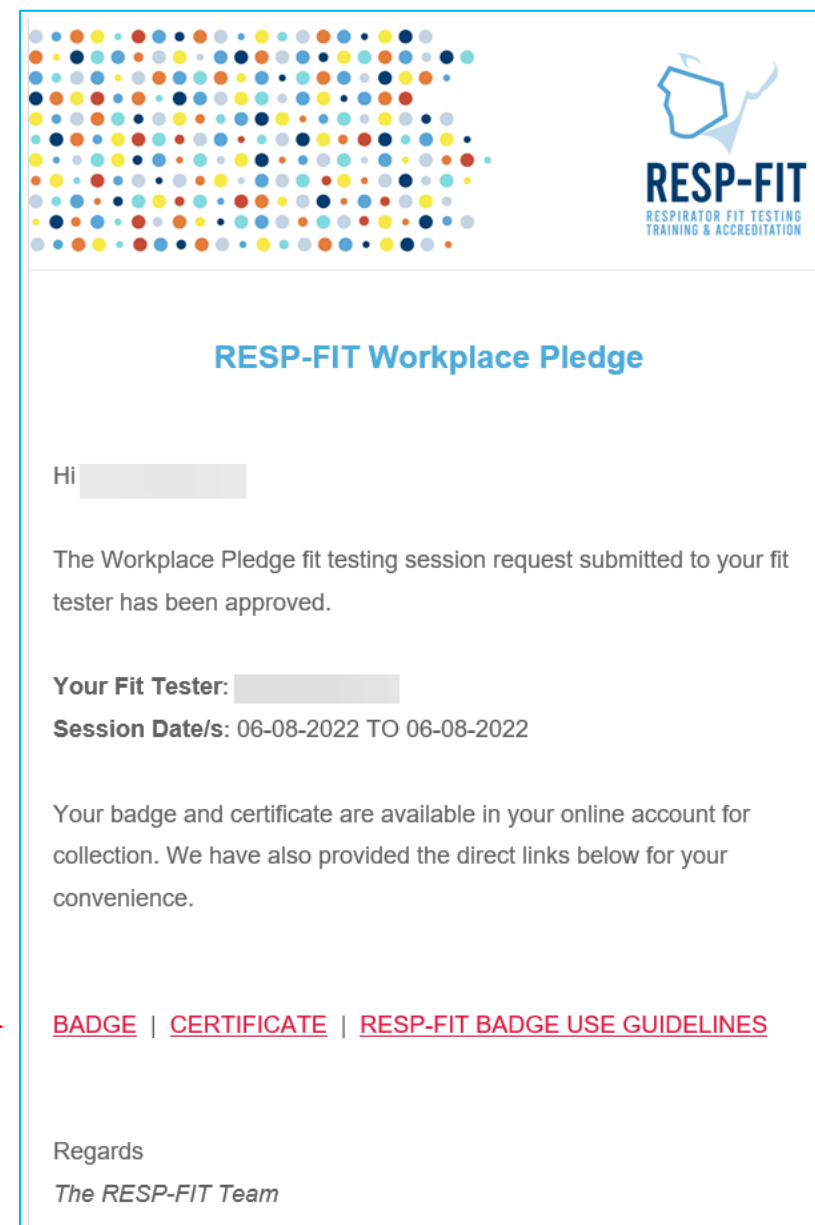 RESP-FIT
RESPIRATOR FIT TESTING
TRAINING & ACCREDITATION
RESP-FIT Workplace Pledge
Hi
The Workplace Pledge fit testing session request submitted to your fit
tester has been approved.
Your Fit Tester:
Session Date/s: 06-08-2022 TO 06-08-2022
Your badge and certificate are available in your online account for
collection. We have also provided the direct links below for your
convenience.
BADGE | CERTIFICATE | RESP-FIT BADGE USE GUIDELINES
Regards
The RESP-FIT Team